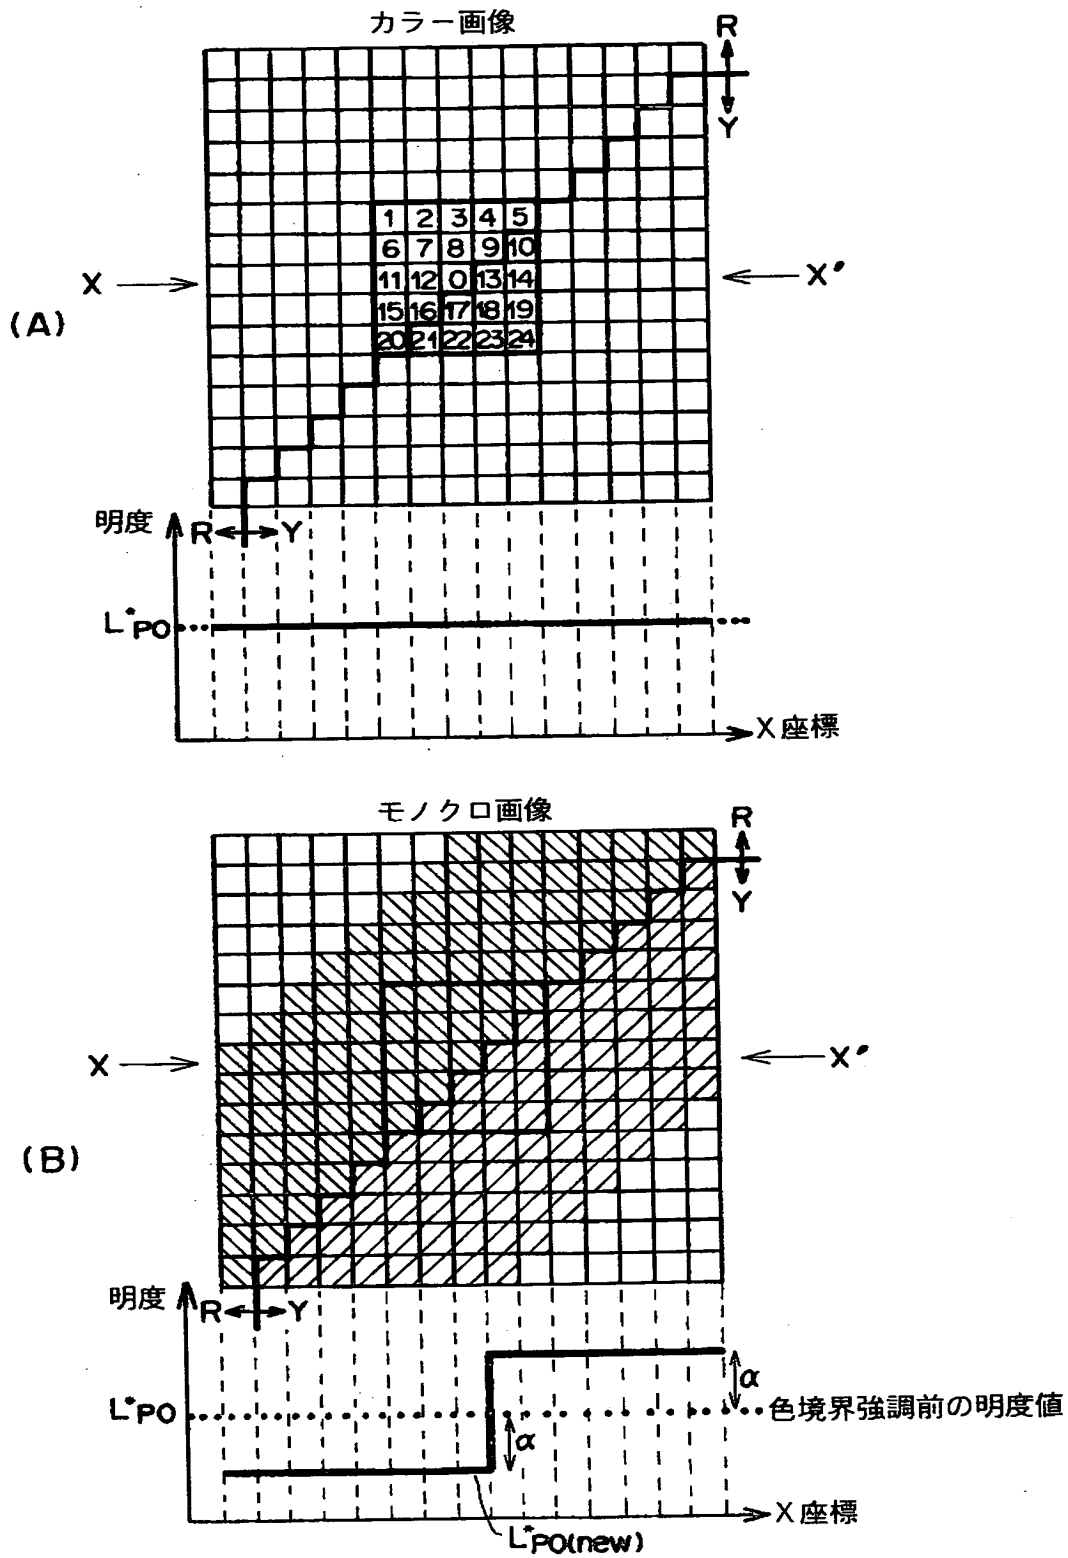 カラー画像
R
Y
1 2 3 4 5
6 7 8 9 10
X 11 12 0 13 14 X'
(A)
15 16 17 18 19
20 21 22 23 24
明度
R Y
L*PO
X座標
モノクロ画像
R
Y
X X'
(B)
明度
R Y
α
L*PO
色境界強調前の明度値
α
X座標
L*PO(new)